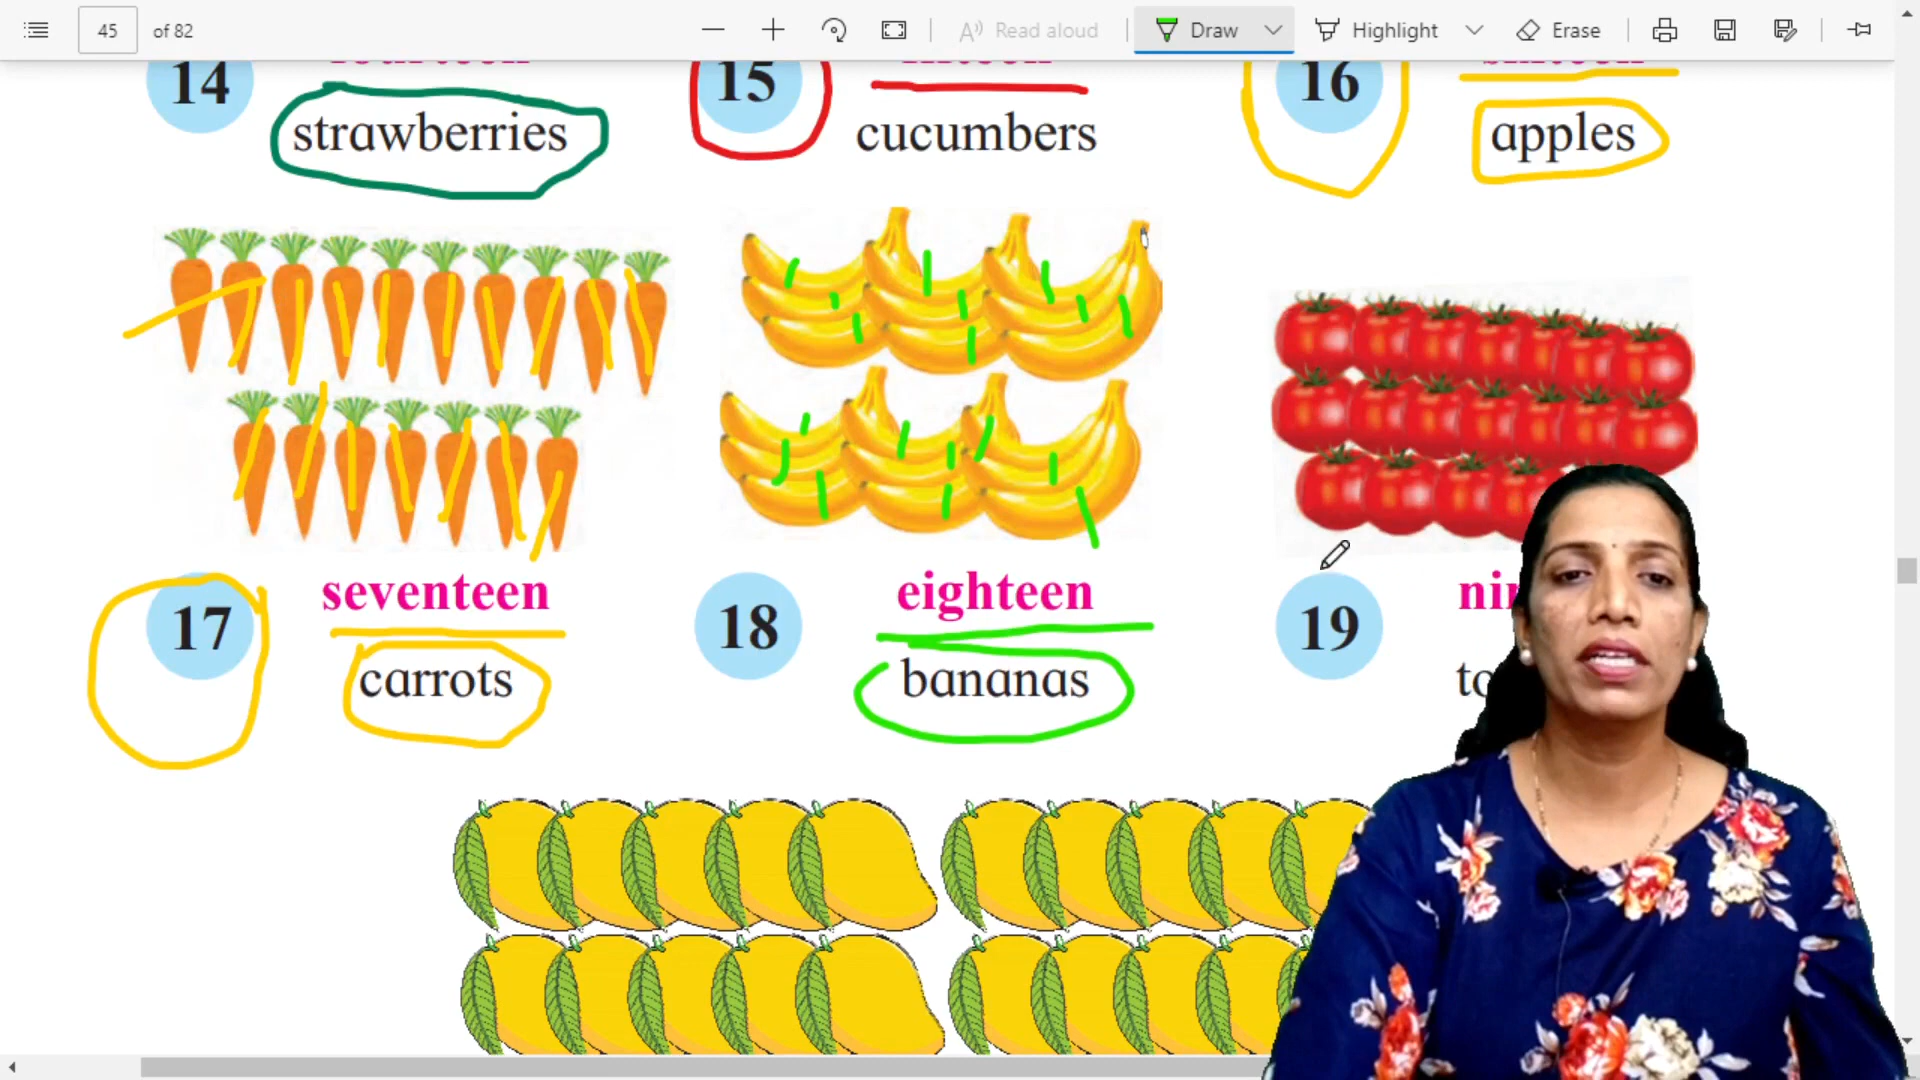 45 of 82 Read aloud Draw Highlight Erase
14 15 16
strawberries cucumbers apples
seventeen eighteen
17 18 19
carrots bananas